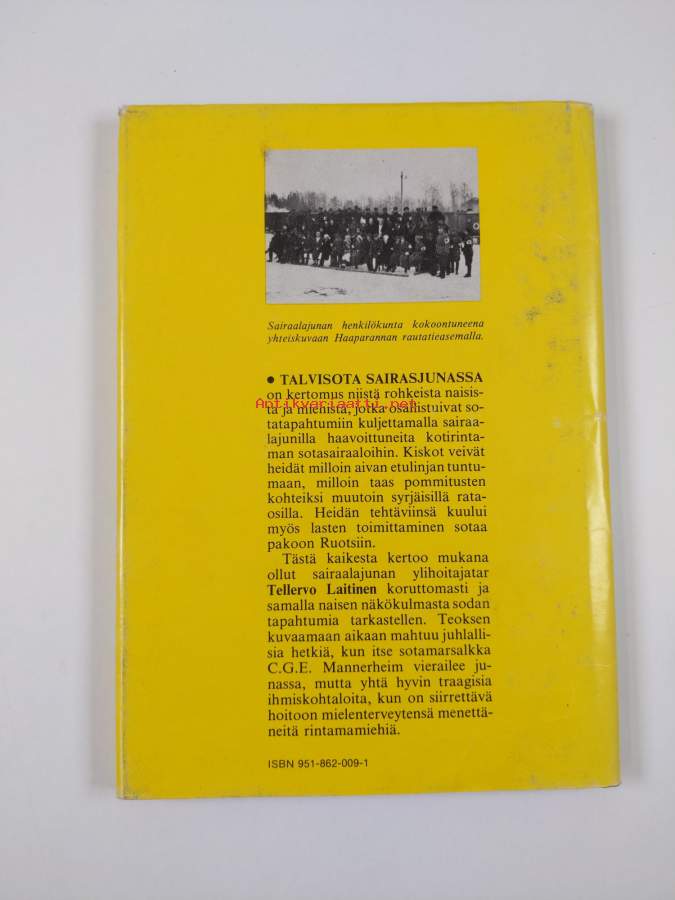 Sairaalajunan henkilökunta kokoontuneena
yhteiskuvaan Haaparannan rautatieasemalla.
● TALVISOTA SAIRASJUNASSA
on kertomus niistä rohkeista naisis-
ta ja miehistä, jotka osallistuivat so-
Antikvariaatti.net
tatapahtumiin kuljettamalla sairaa-
lajunilla haavoittuneita kotirinta-
man sotasairaaloihin. Kiskot veivät
heidät milloin aivan etulinjan tuntu-
maan, milloin taas pommitusten
kohteiksi muutoin syrjäisillä rata-
osilla. Heidän tehtäviinsä kuului
myös lasten toimittaminen sotaa
pakoon Ruotsiin.
Tästä kaikesta kertoo mukana
ollut sairaalajunan ylihoitajatar
Tellervo Laitinen koruttomasti ja
samalla naisen näkökulmasta sodan
tapahtumia tarkastellen. Teoksen
kuvaamaan aikaan mahtuu juhlalli-
sia hetkiä, kun itse sotamarsalkka
C.G.E. Mannerheim vierailee ju-
nassa, mutta yhtä hyvin traagisia
ihmiskohtaloita, kun on siirrettävä
hoitoon mielenterveytensä menettä-
neitä rintamamiehiä.
ISBN 951-862-009-1